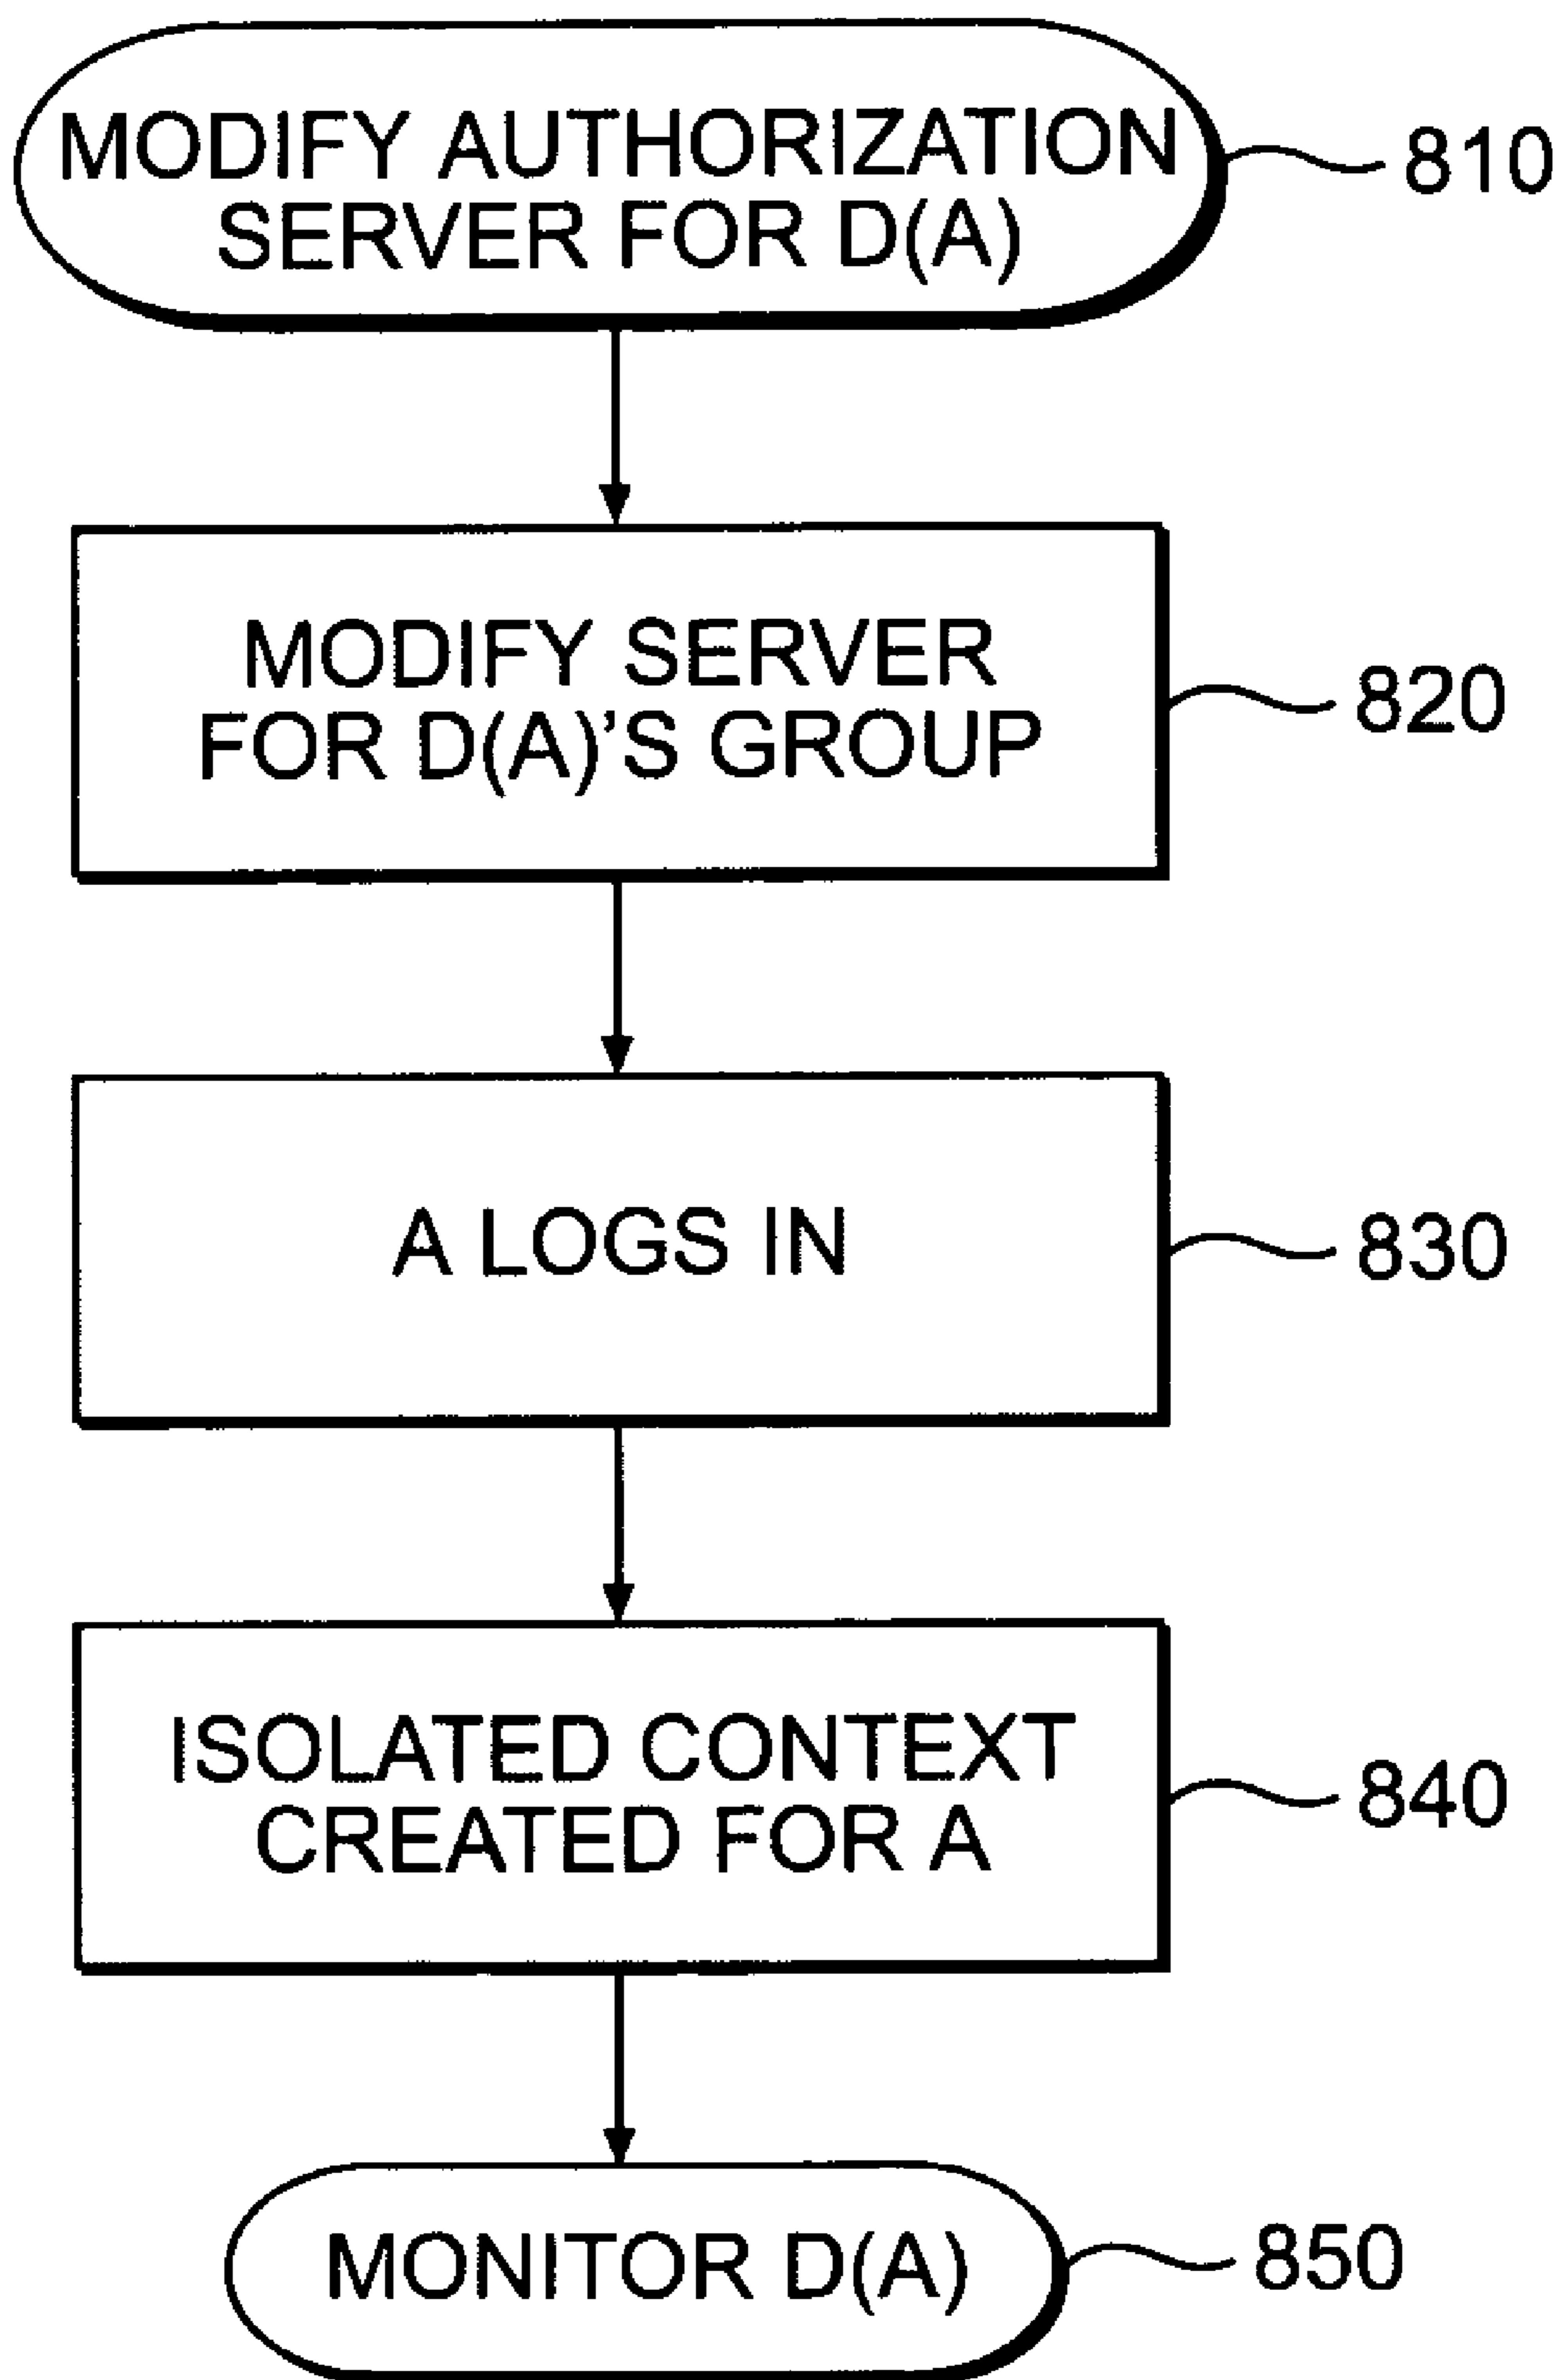 MODIFY AUTHORIZATION
SERVER FOR D(A)
810
MODIFY SERVER
FOR D(A)'S GROUP
820
A LOGS IN
830
ISOLATED CONTEXT
CREATED FOR A
840
MONITOR D(A)
850